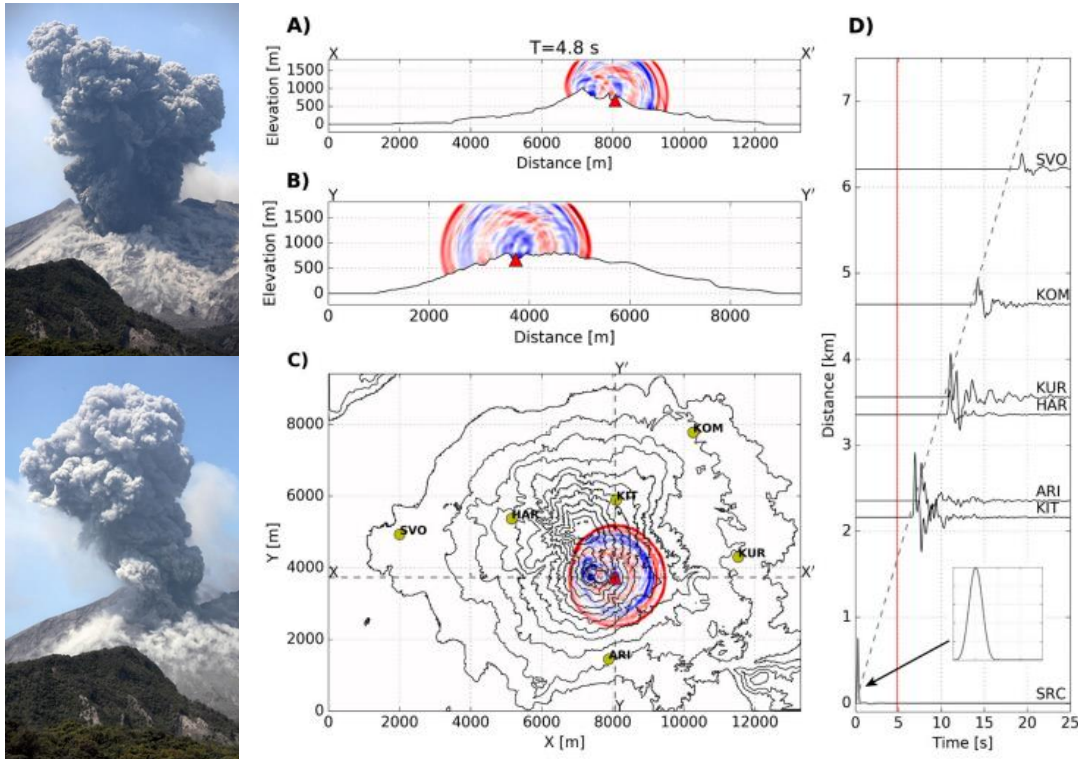 A)
T=4.8 s
X
X′
Elevation [m]
1500
1000
500
0
0
2000
4000
6000
8000
10000
12000
Distance [m]
B)
Y
Y′
Elevation [m]
1500
1000
500
0
0
2000
4000
6000
8000
Distance [m]
C)
Y′
8000
6000
4000
2000
0
Y [m]
KOM
KIT
HAR
SVO
KUR
X
X′
ARI
Y
0
2000
4000
6000
8000
10000
12000
X [m]
D)
Distance [km]
7
6
5
4
3
2
1
0
SVO
KOM
KUR
HAR
ARI
KIT
SRC
0
5
10
15
20
25
Time [s]